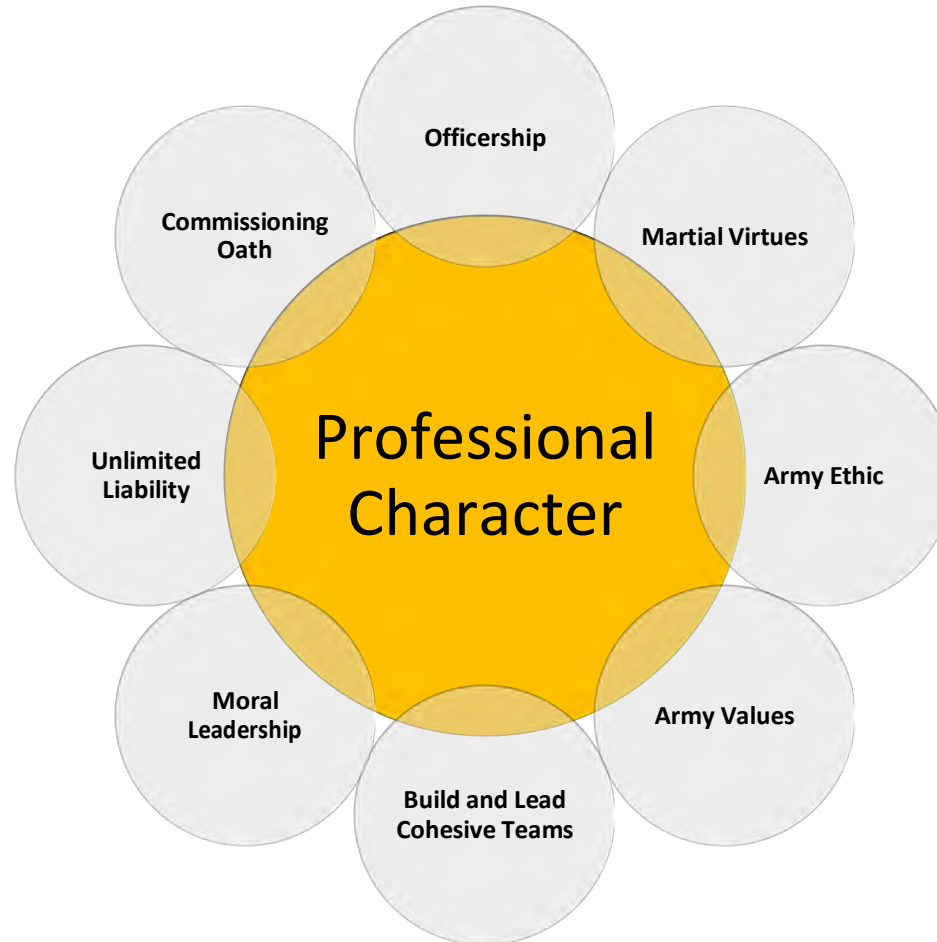 Officership
Commissioning
Oath
Martial Virtues
Professional
Character
Unlimited
Liability
Army Ethic
Moral
Leadership
Army Values
Build and Lead
Cohesive Teams